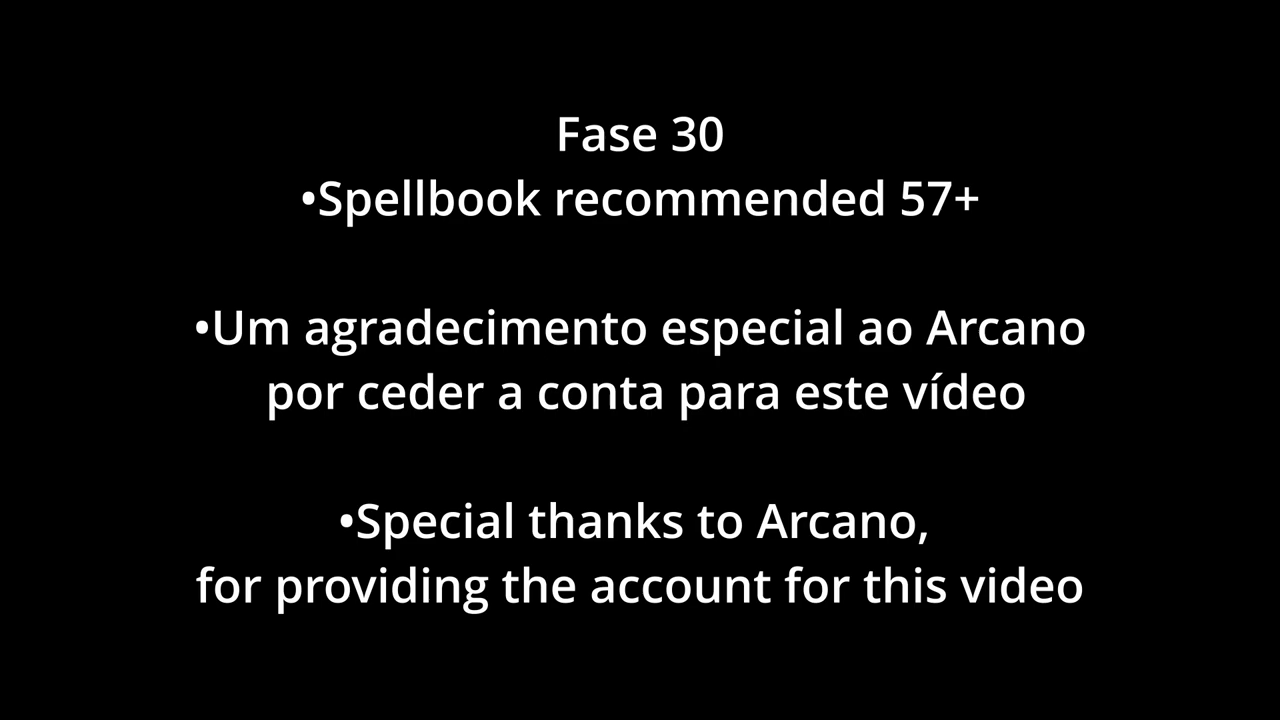 Fase 30
•Spellbook recommended 57+
•Um agradecimento especial ao Arcano
por ceder a conta para este vídeo
•Special thanks to Arcano,
for providing the account for this video